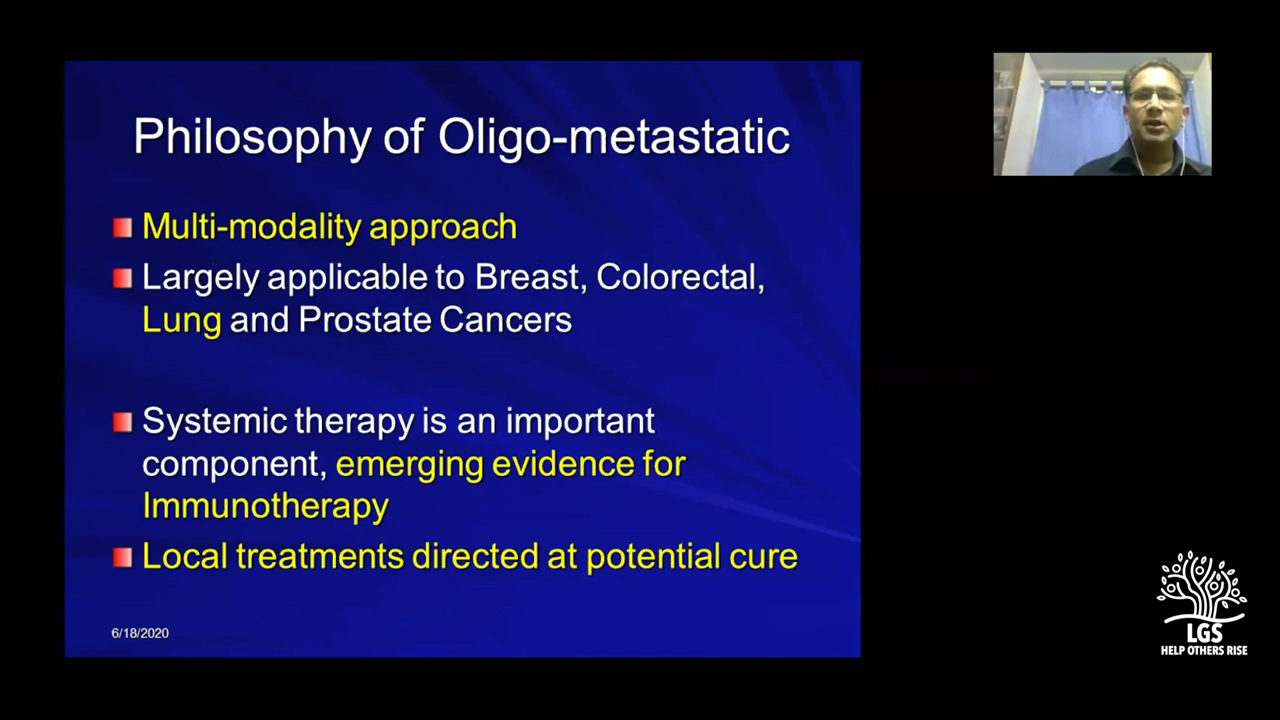 Philosophy of Oligo-metastatic
Multi-modality approach
Largely applicable to Breast, Colorectal,
Lung and Prostate Cancers
Systemic therapy is an important
component, emerging evidence for
Immunotherapy
Local treatments directed at potential cure
6/18/2020
LGS
HELP OTHERS RISE